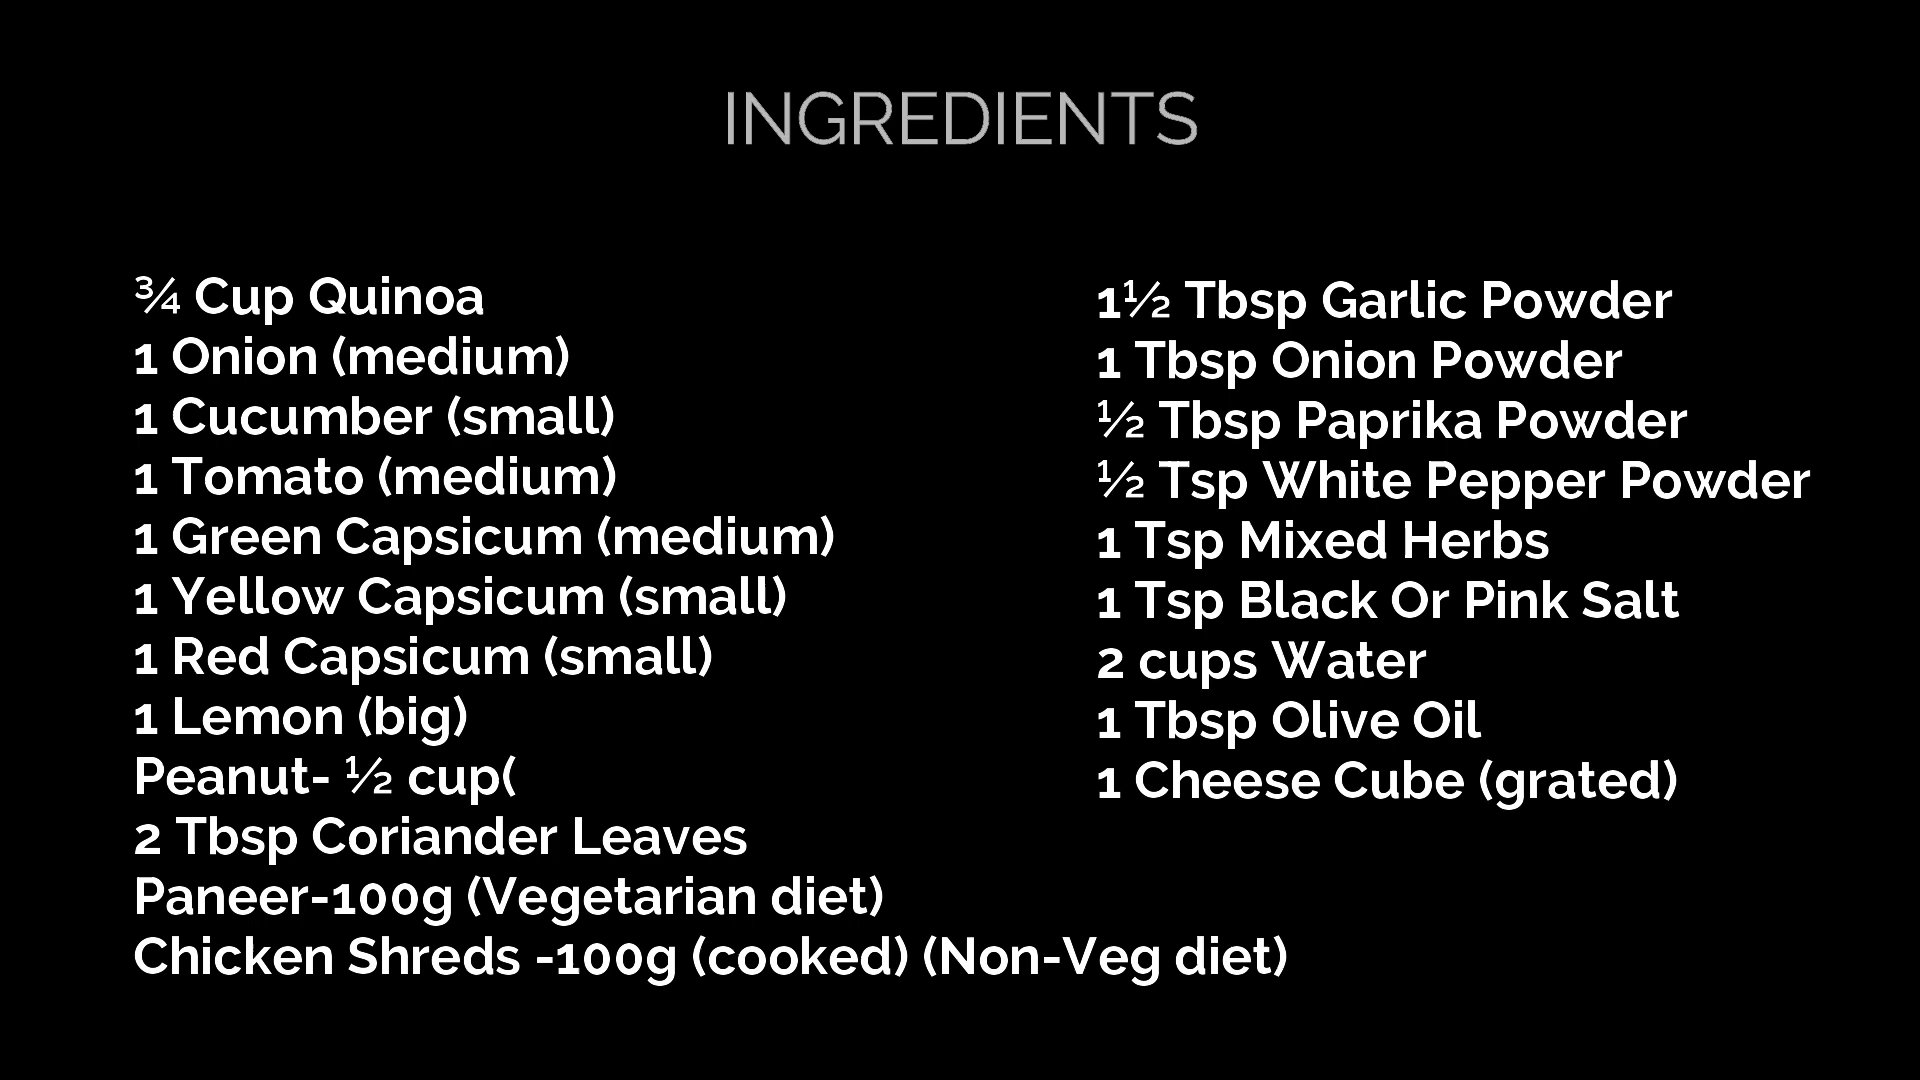 INGREDIENTS
¾ Cup Quinoa
1 Onion (medium)
1 Cucumber (small)
1 Tomato (medium)
1 Green Capsicum (medium)
1 Yellow Capsicum (small)
1 Red Capsicum (small)
1 Lemon (big)
Peanut- ½ cup(
2 Tbsp Coriander Leaves
Paneer-100g (Vegetarian diet)
Chicken Shreds -100g (cooked) (Non-Veg diet)
1½ Tbsp Garlic Powder
1 Tbsp Onion Powder
½ Tbsp Paprika Powder
½ Tsp White Pepper Powder
1 Tsp Mixed Herbs
1 Tsp Black Or Pink Salt
2 cups Water
1 Tbsp Olive Oil
1 Cheese Cube (grated)